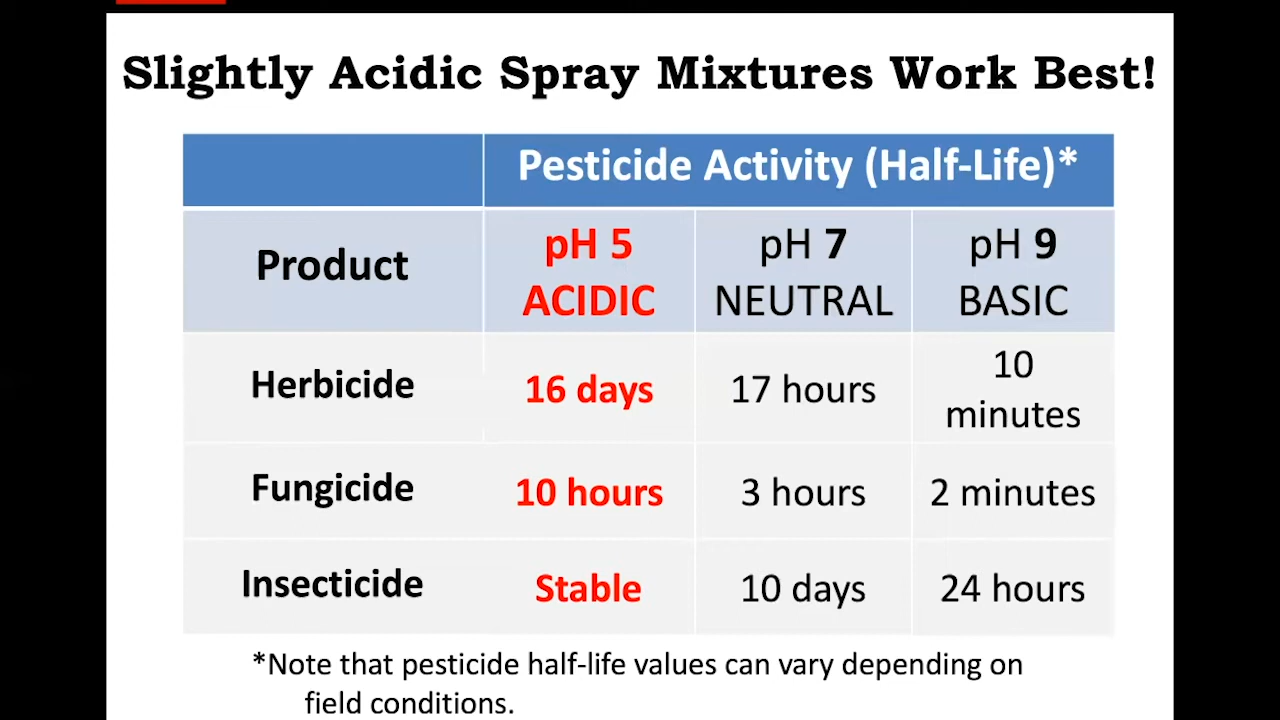 Slightly Acidic Spray Mixtures Work Best!
Pesticide Activity (Half-Life)*
Product
pH 5
ACIDIC
pH 7
NEUTRAL
pH 9
BASIC
Herbicide
16 days
17 hours
10
minutes
Fungicide
10 hours
3 hours
2 minutes
Insecticide
Stable
10 days
24 hours
*Note that pesticide half-life values can vary depending on
field conditions.